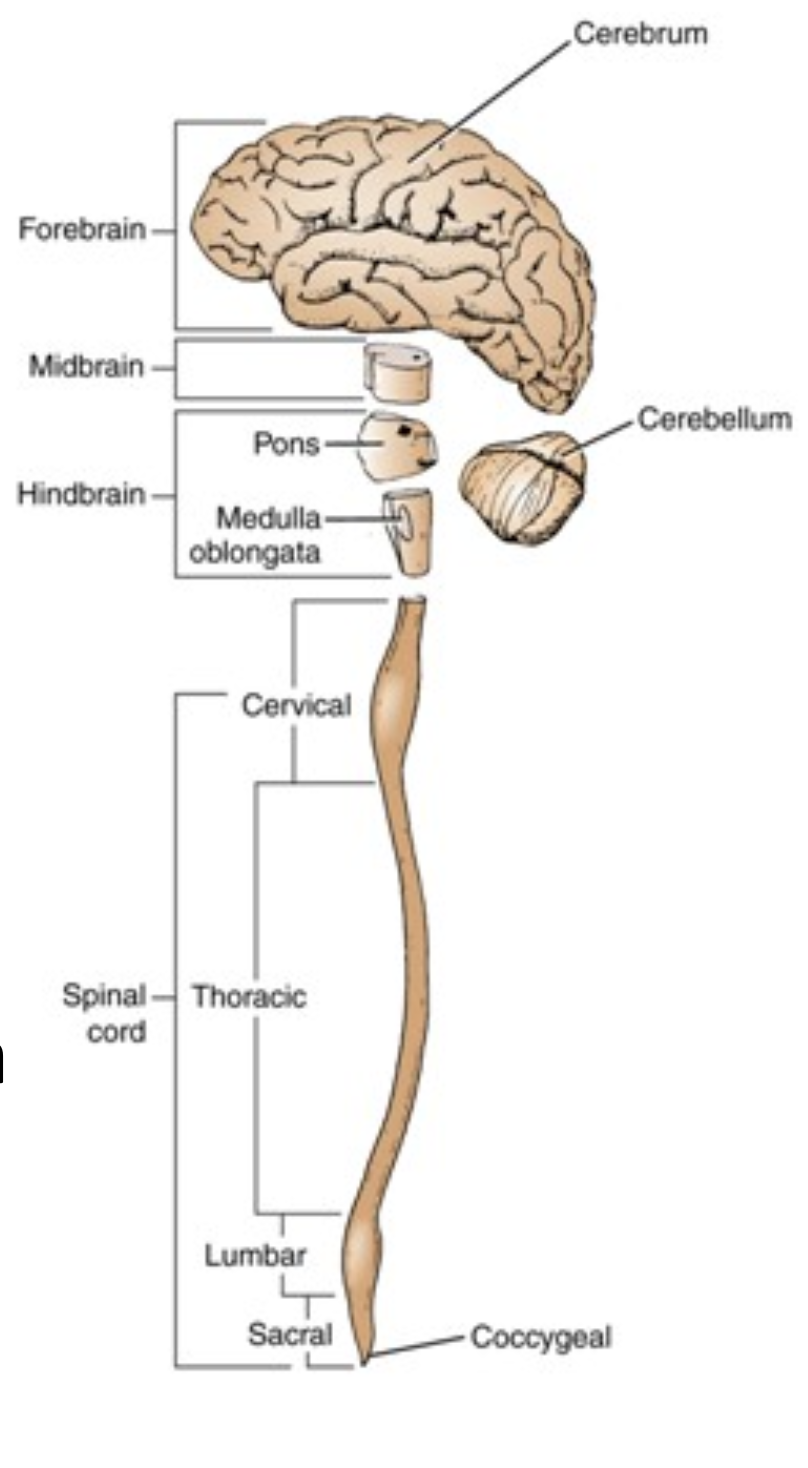 Cerebrum
Forebrain
Midbrain
Cerebellum
Pons
Hindbrain
Medulla
oblongata
Cervical
Spinal
cord
Thoracic
Lumbar
Sacral
Coccygeal